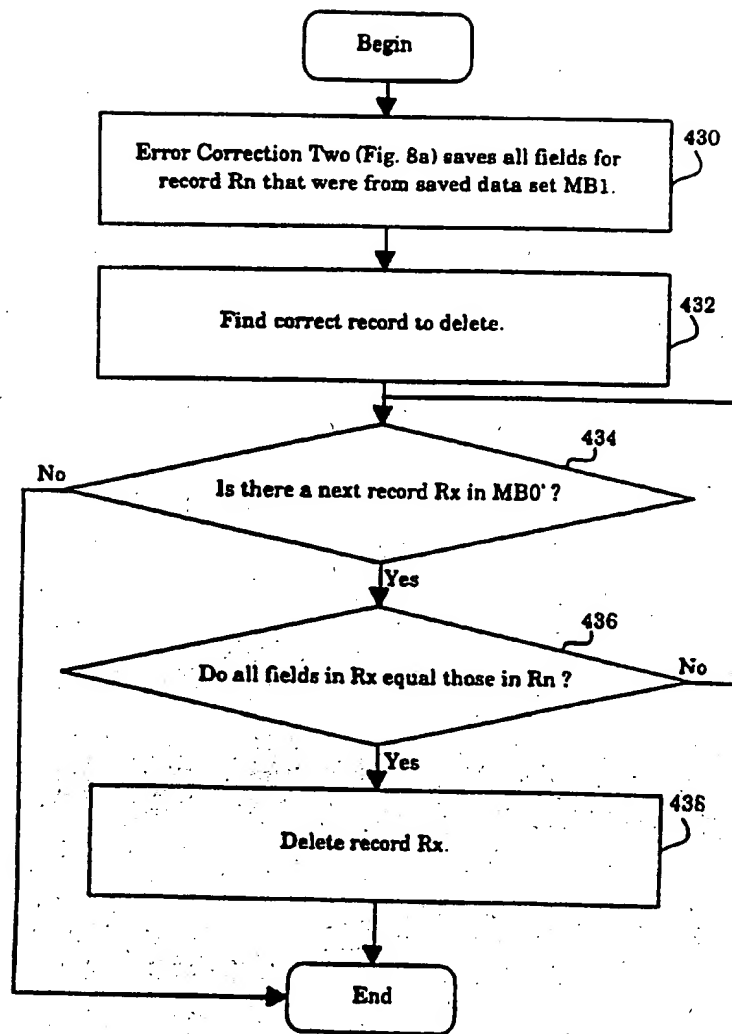 Begin
Error Correction Two (Fig. 8a) saves all fields for
record Rn that were from saved data set MB1.
430
Find correct record to delete.
432
434
No
Is there a next record Rx in MB0' ?
Yes
436
Do all fields in Rx equal those in Rn ?
No
Yes
438
Delete record Rx.
End